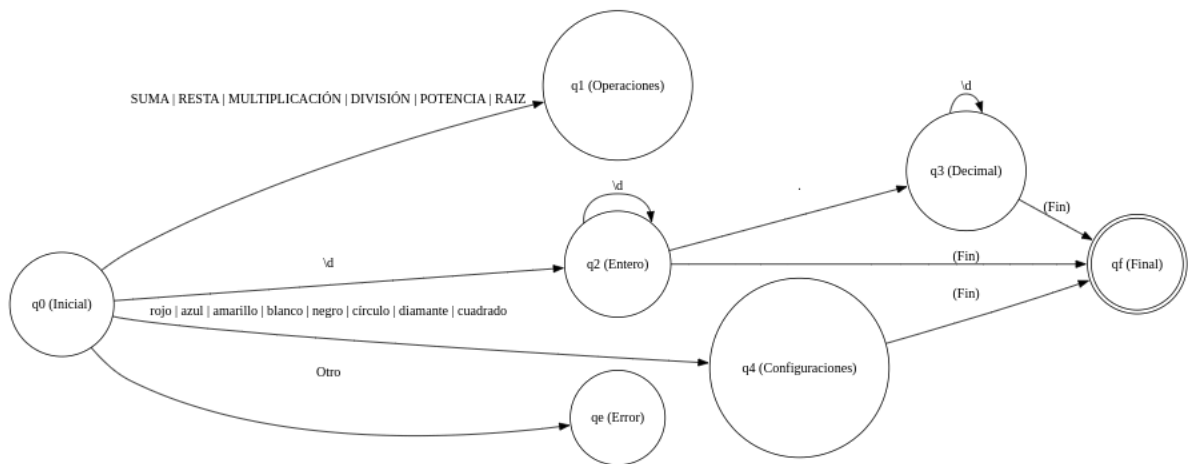 q1 (Operaciones)
SUMA | RESTA | MULTIPLICACIÓN | DIVISIÓN | POTENCIA | RAIZ
\d
q3 (Decimal)
\d
.
(Fin)
q2 (Entero)
\d
(Fin)
qf (Final)
q0 (Inicial)
rojo | azul | amarillo | blanco | negro | círculo | diamante | cuadrado
(Fin)
q4 (Configuraciones)
Otro
qe (Error)